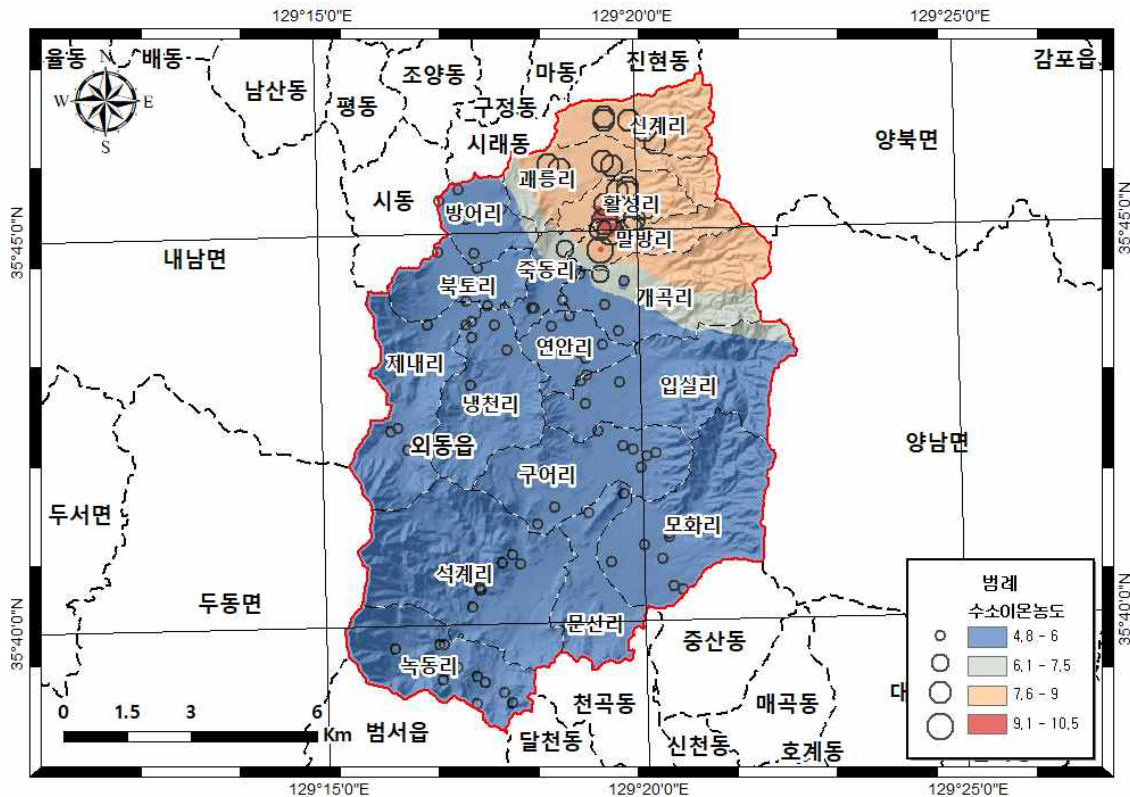 129°15'0"E
129°20'0"E
129°25'0"E
율동
배동
남산동
평동
조양동
구정동
마동
진현동
감포읍
N
W
E
S
시래동
신계리
양북면
시동
괘릉리
활성리
방어리
말방리
35°45'0"N
35°45'0"N
내남면
죽동리
북토리
개곡리
연안리
제내리
입실리
냉천리
외동읍
양남면
구어리
두서면
모화리
석계리
두동면
문산리
35°40'0"N
35°40'0"N
중산동
녹동리
매곡동
천곡동
범서읍
달천동
신천동
호계동
0 1.5 3 6
Km
범례
수소이온농도
4.8 - 6
6.1 - 7.5
7.6 - 9
9.1 - 10.5
129°15'0"E
129°20'0"E
129°25'0"E